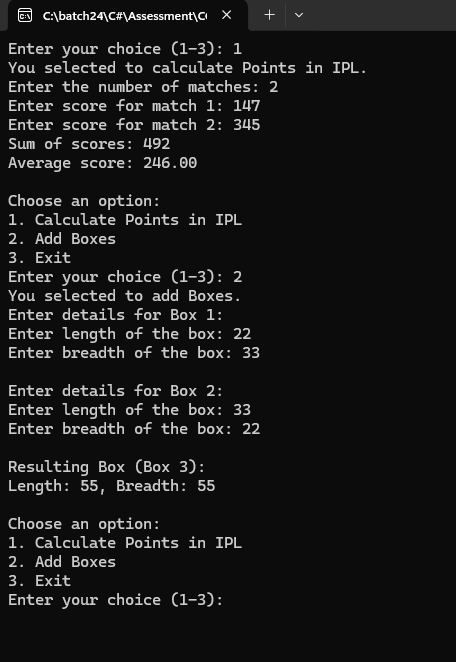 C:\batch24\C#\Assessment\C
Enter your choice (1-3): 1
You selected to calculate Points in IPL.
Enter the number of matches: 2
Enter score for match 1: 147
Enter score for match 2: 345
Sum of scores: 492
Average score: 246.00
Choose an option:
1. Calculate Points in IPL
2. Add Boxes
3. Exit
Enter your choice (1-3): 2
You selected to add Boxes.
Enter details for Box 1:
Enter length of the box: 22
Enter breadth of the box: 33
Enter details for Box 2:
Enter length of the box: 33
Enter breadth of the box: 22
Resulting Box (Box 3):
Length: 55, Breadth: 55
Choose an option:
1. Calculate Points in IPL
2. Add Boxes
3. Exit
Enter your choice (1-3):